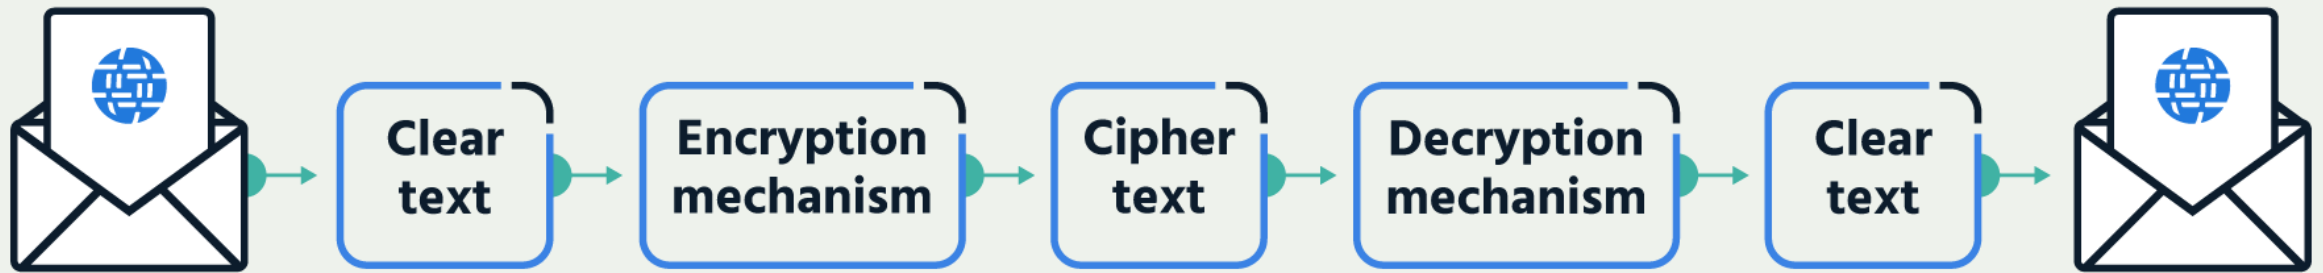 Clear
text
Encryption
mechanism
Cipher
text
Decryption
mechanism
Clear
text